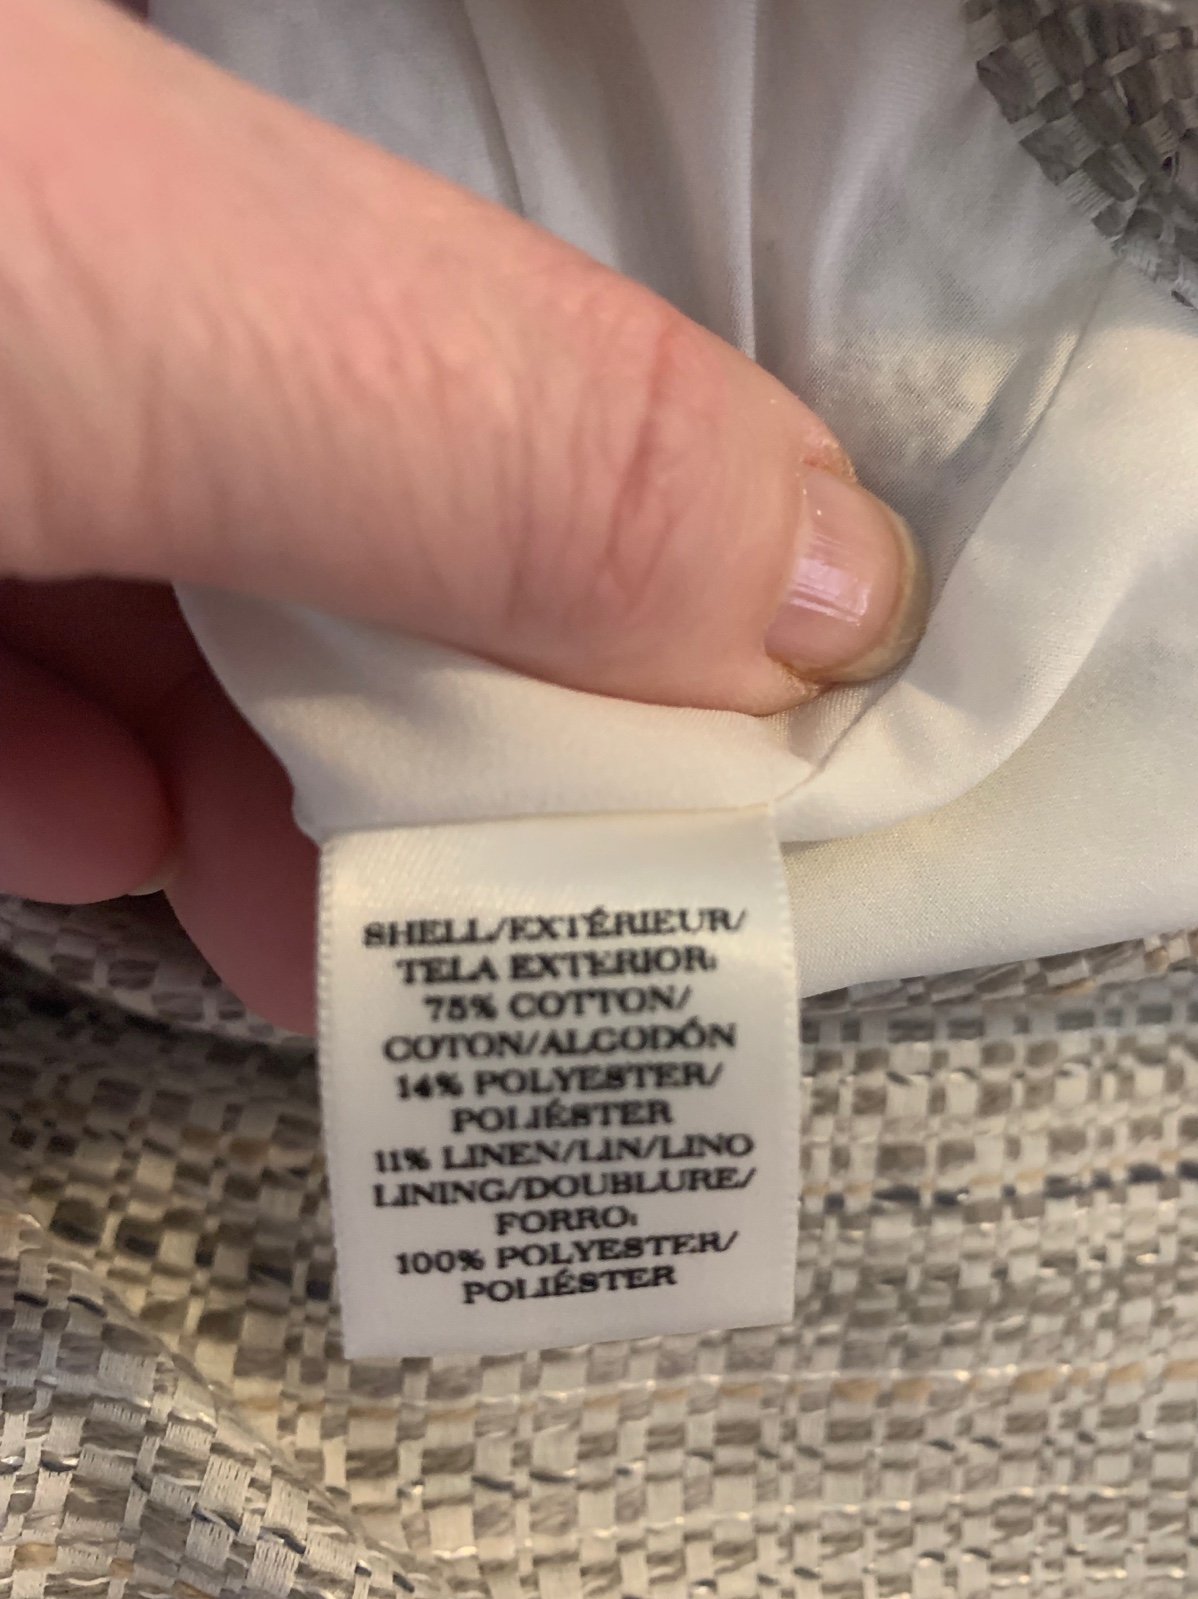 SHELL/EXTÉRIEUR/
TELA EXTERIOR:
75% COTTON/
COTON/ALGODÓN
14% POLYESTER/
POLIÉSTER
11% LINEN/LIN/LINO
LINING/DOUBLURE/
FORRO:
100% POLYESTER/
POLIÉSTER